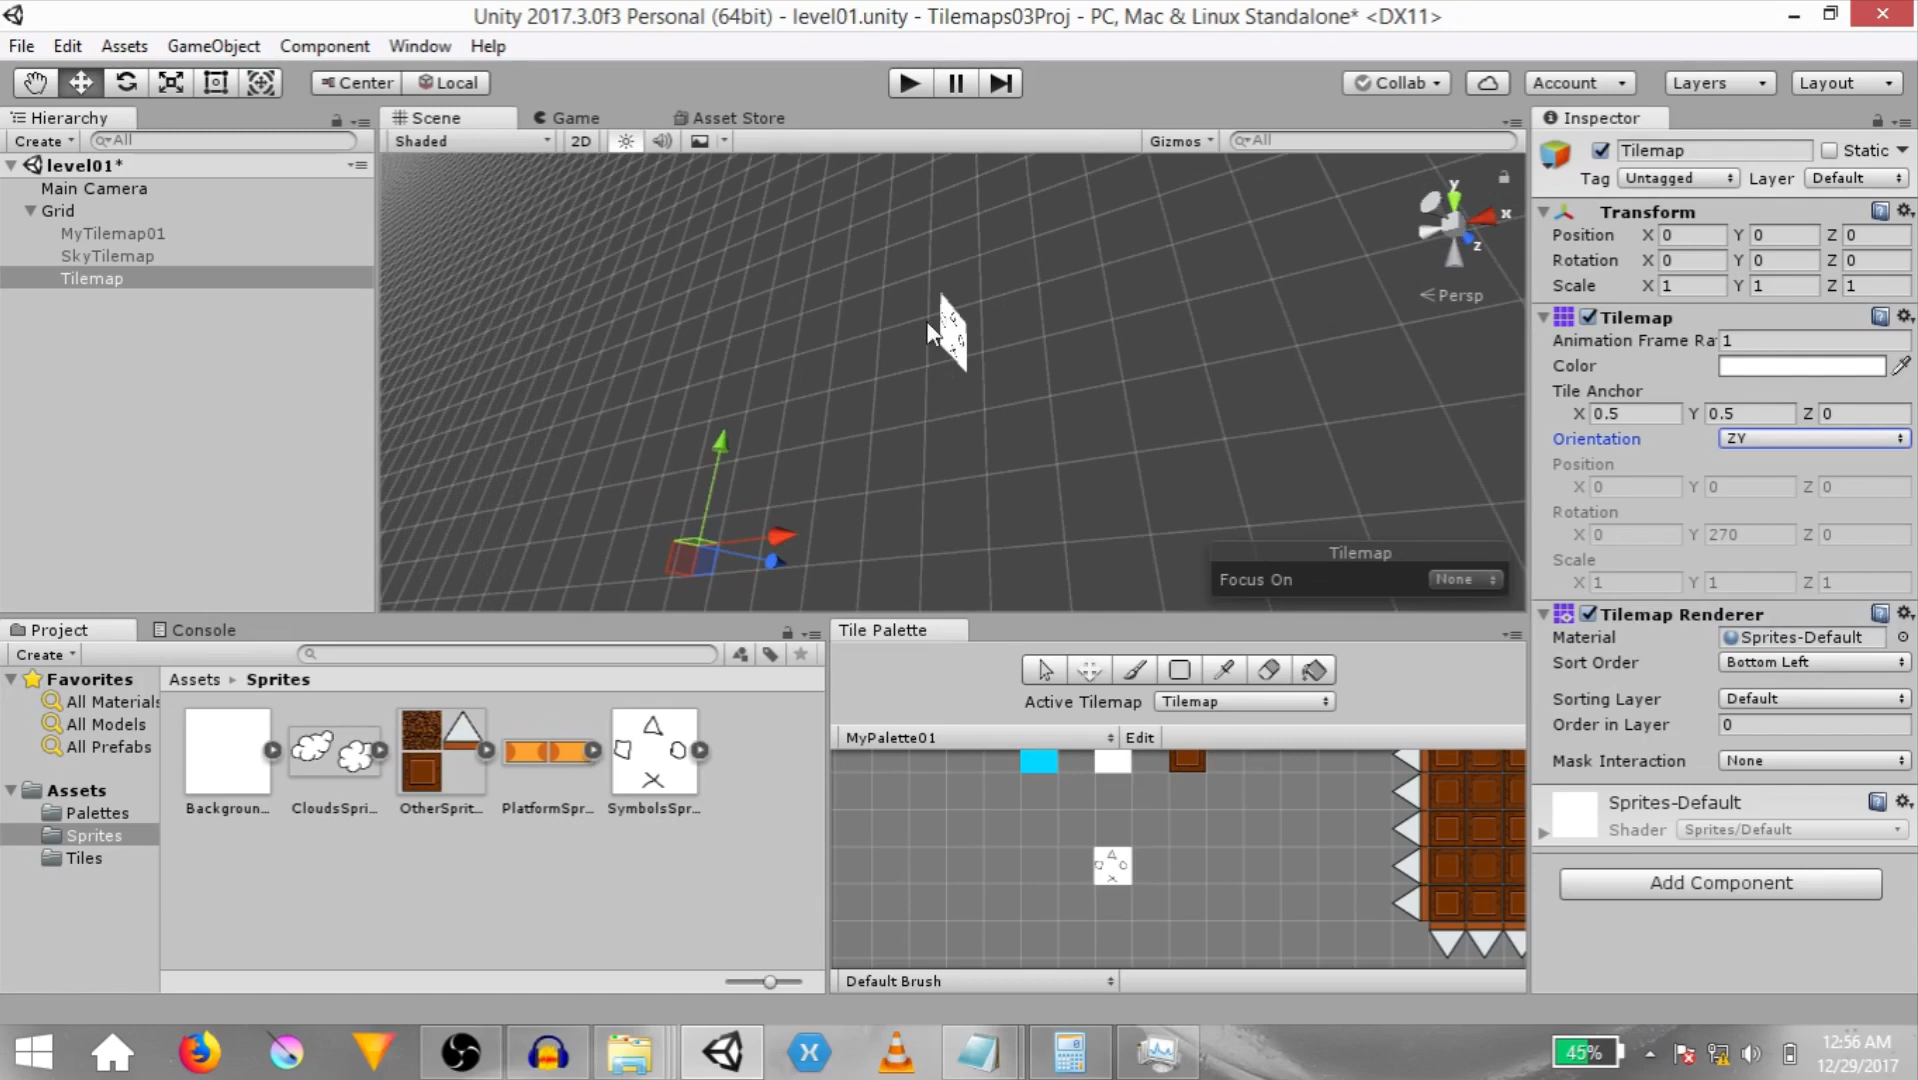 Unity 2017.3.0f3 Personal (64bit) - level01.unity - Tilemaps03Proj - PC, Mac & Linux Standalone* <DX11>
File Edit Assets GameObject Component Window Help
Center Local Collab Account Layers Layout
Hierarchy
Create All
level01*
Main Camera
Grid
MyTilemap01
SkyTilemap
Tilemap
Scene Game Asset Store
Shaded 2D Gizmos All
y
x
z
Persp
Tilemap
Focus On None
Inspector
Tilemap Static
Tag Untagged Layer Default
Transform
Position X 0 Y 0 Z 0
Rotation X 0 Y 0 Z 0
Scale X 1 Y 1 Z 1
Tilemap
Animation Frame Ra 1
Color
Tile Anchor
X 0.5 Y 0.5 Z 0
Orientation ZY
Position
X 0 Y 0 Z 0
Rotation
X 0 Y 270 Z 0
Scale
X 1 Y 1 Z 1
Tilemap Renderer
Material Sprites-Default
Sort Order Bottom Left
Sorting Layer Default
Order in Layer 0
Mask Interaction None
Sprites-Default
Shader Sprites/Default
Add Component
Project Console
Create
Favorites
All Materials
All Models
All Prefabs
Assets
Palettes
Sprites
Tiles
Assets Sprites
Backgroun... CloudsSpri... OtherSprit... PlatformSpr... SymbolsSpr...
Tile Palette
Active Tilemap Tilemap
MyPalette01 Edit
Default Brush
45%
12:56 AM
12/29/2017